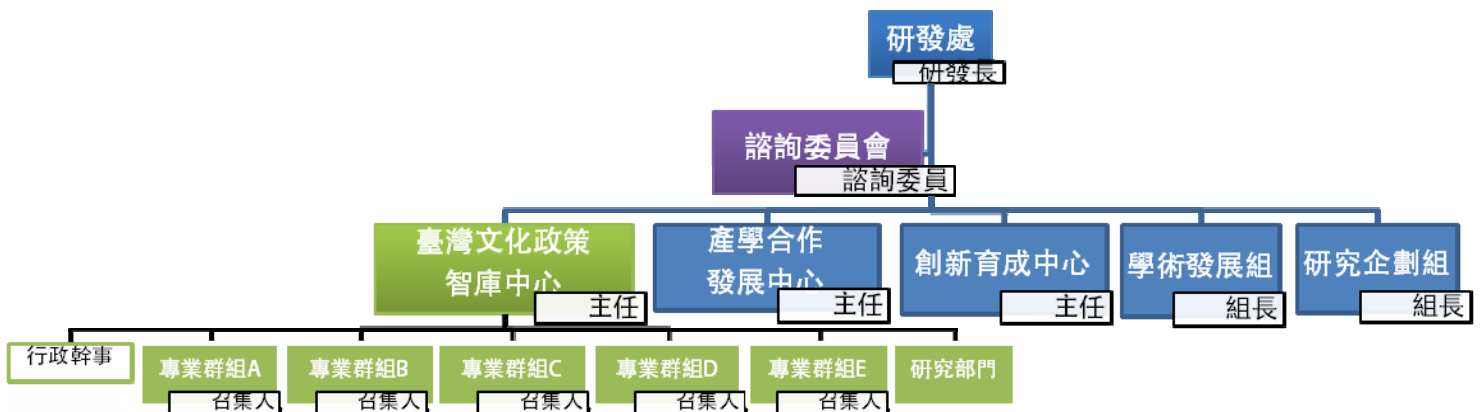 研發處
研發長
諮詢委員會
諮詢委員
臺灣文化政策
智庫中心
主任
產學合作
發展中心
主任
創新育成中心
主任
學術發展組
組長
研究企劃組
組長
行政幹事
專業群組A
召集人
專業群組B
召集人
專業群組C
召集人
專業群組D
召集人
專業群組E
召集人
研究部門